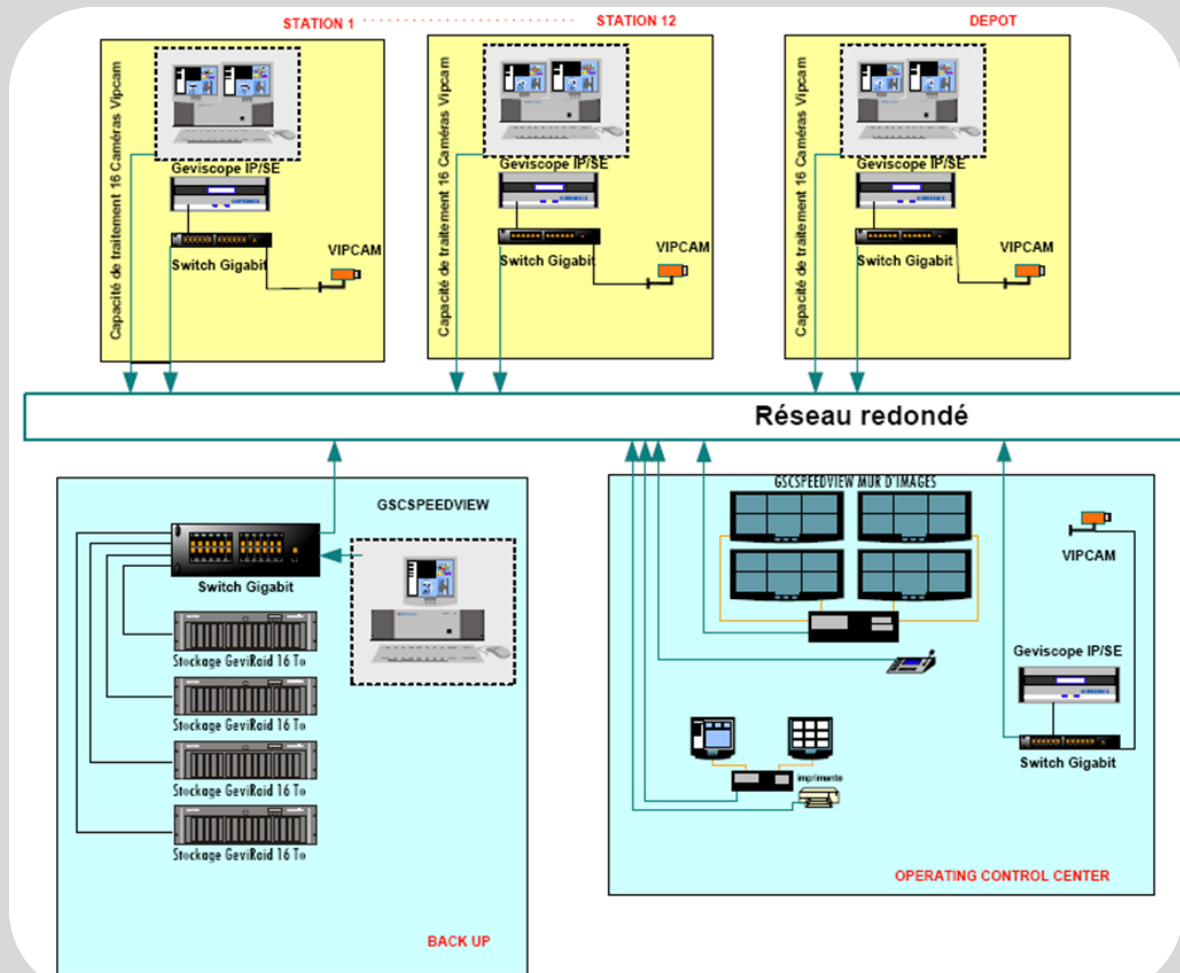 STATION 1
STATION 12
DEPOT
Capacité de traitement 16 Caméras Vipcam
Geviscope IP/SE
Switch Gigabit
VIPCAM
Capacité de traitement 16 Caméras Vipcam
Geviscope IP/SE
Switch Gigabit
VIPCAM
Capacité de traitement 16 Caméras Vipcam
Geviscope IP/SE
Switch Gigabit
VIPCAM
Réseau redondé
GSCSPEEDVIEW
Switch Gigabit
Stockage GeviRaid 16 To
Stockage GeviRaid 16 To
Stockage GeviRaid 16 To
Stockage GeviRaid 16 To
BACK UP
GSCSPEEDVIEW MUR D'IMAGES
VIPCAM
Geviscope IP/SE
Switch Gigabit
imprimante
OPERATING CONTROL CENTER